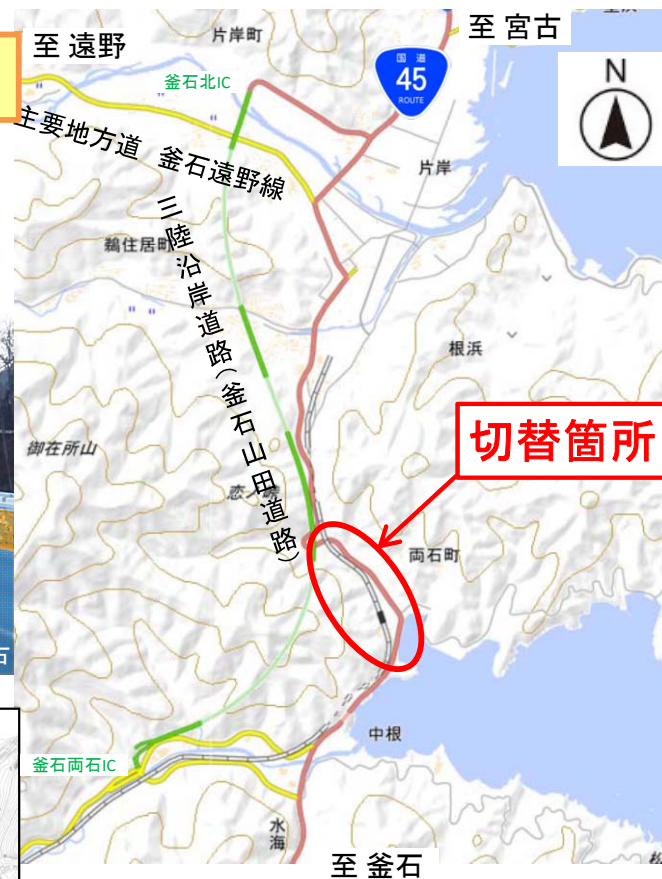 至 遠野
片岸町
至 宮古
釜石北IC
国道
45
ROUTE
N
主要地方道 釜石遠野線
片岸
鵜住居町
三陸沿岸道路(釜石山田道路)
根浜
切替箇所
御在所山
両石町
石
中根
釜石両石IC
水海
至 釜石